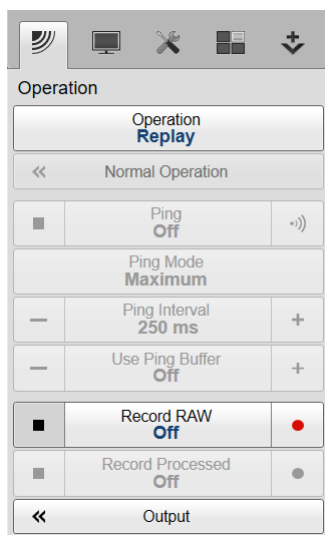 Operation
Operation
Replay
Normal Operation
Ping
Off
Ping Mode
Maximum
Ping Interval
250 ms
Use Ping Buffer
Off
Record RAW
Off
Record Processed
Off
Output